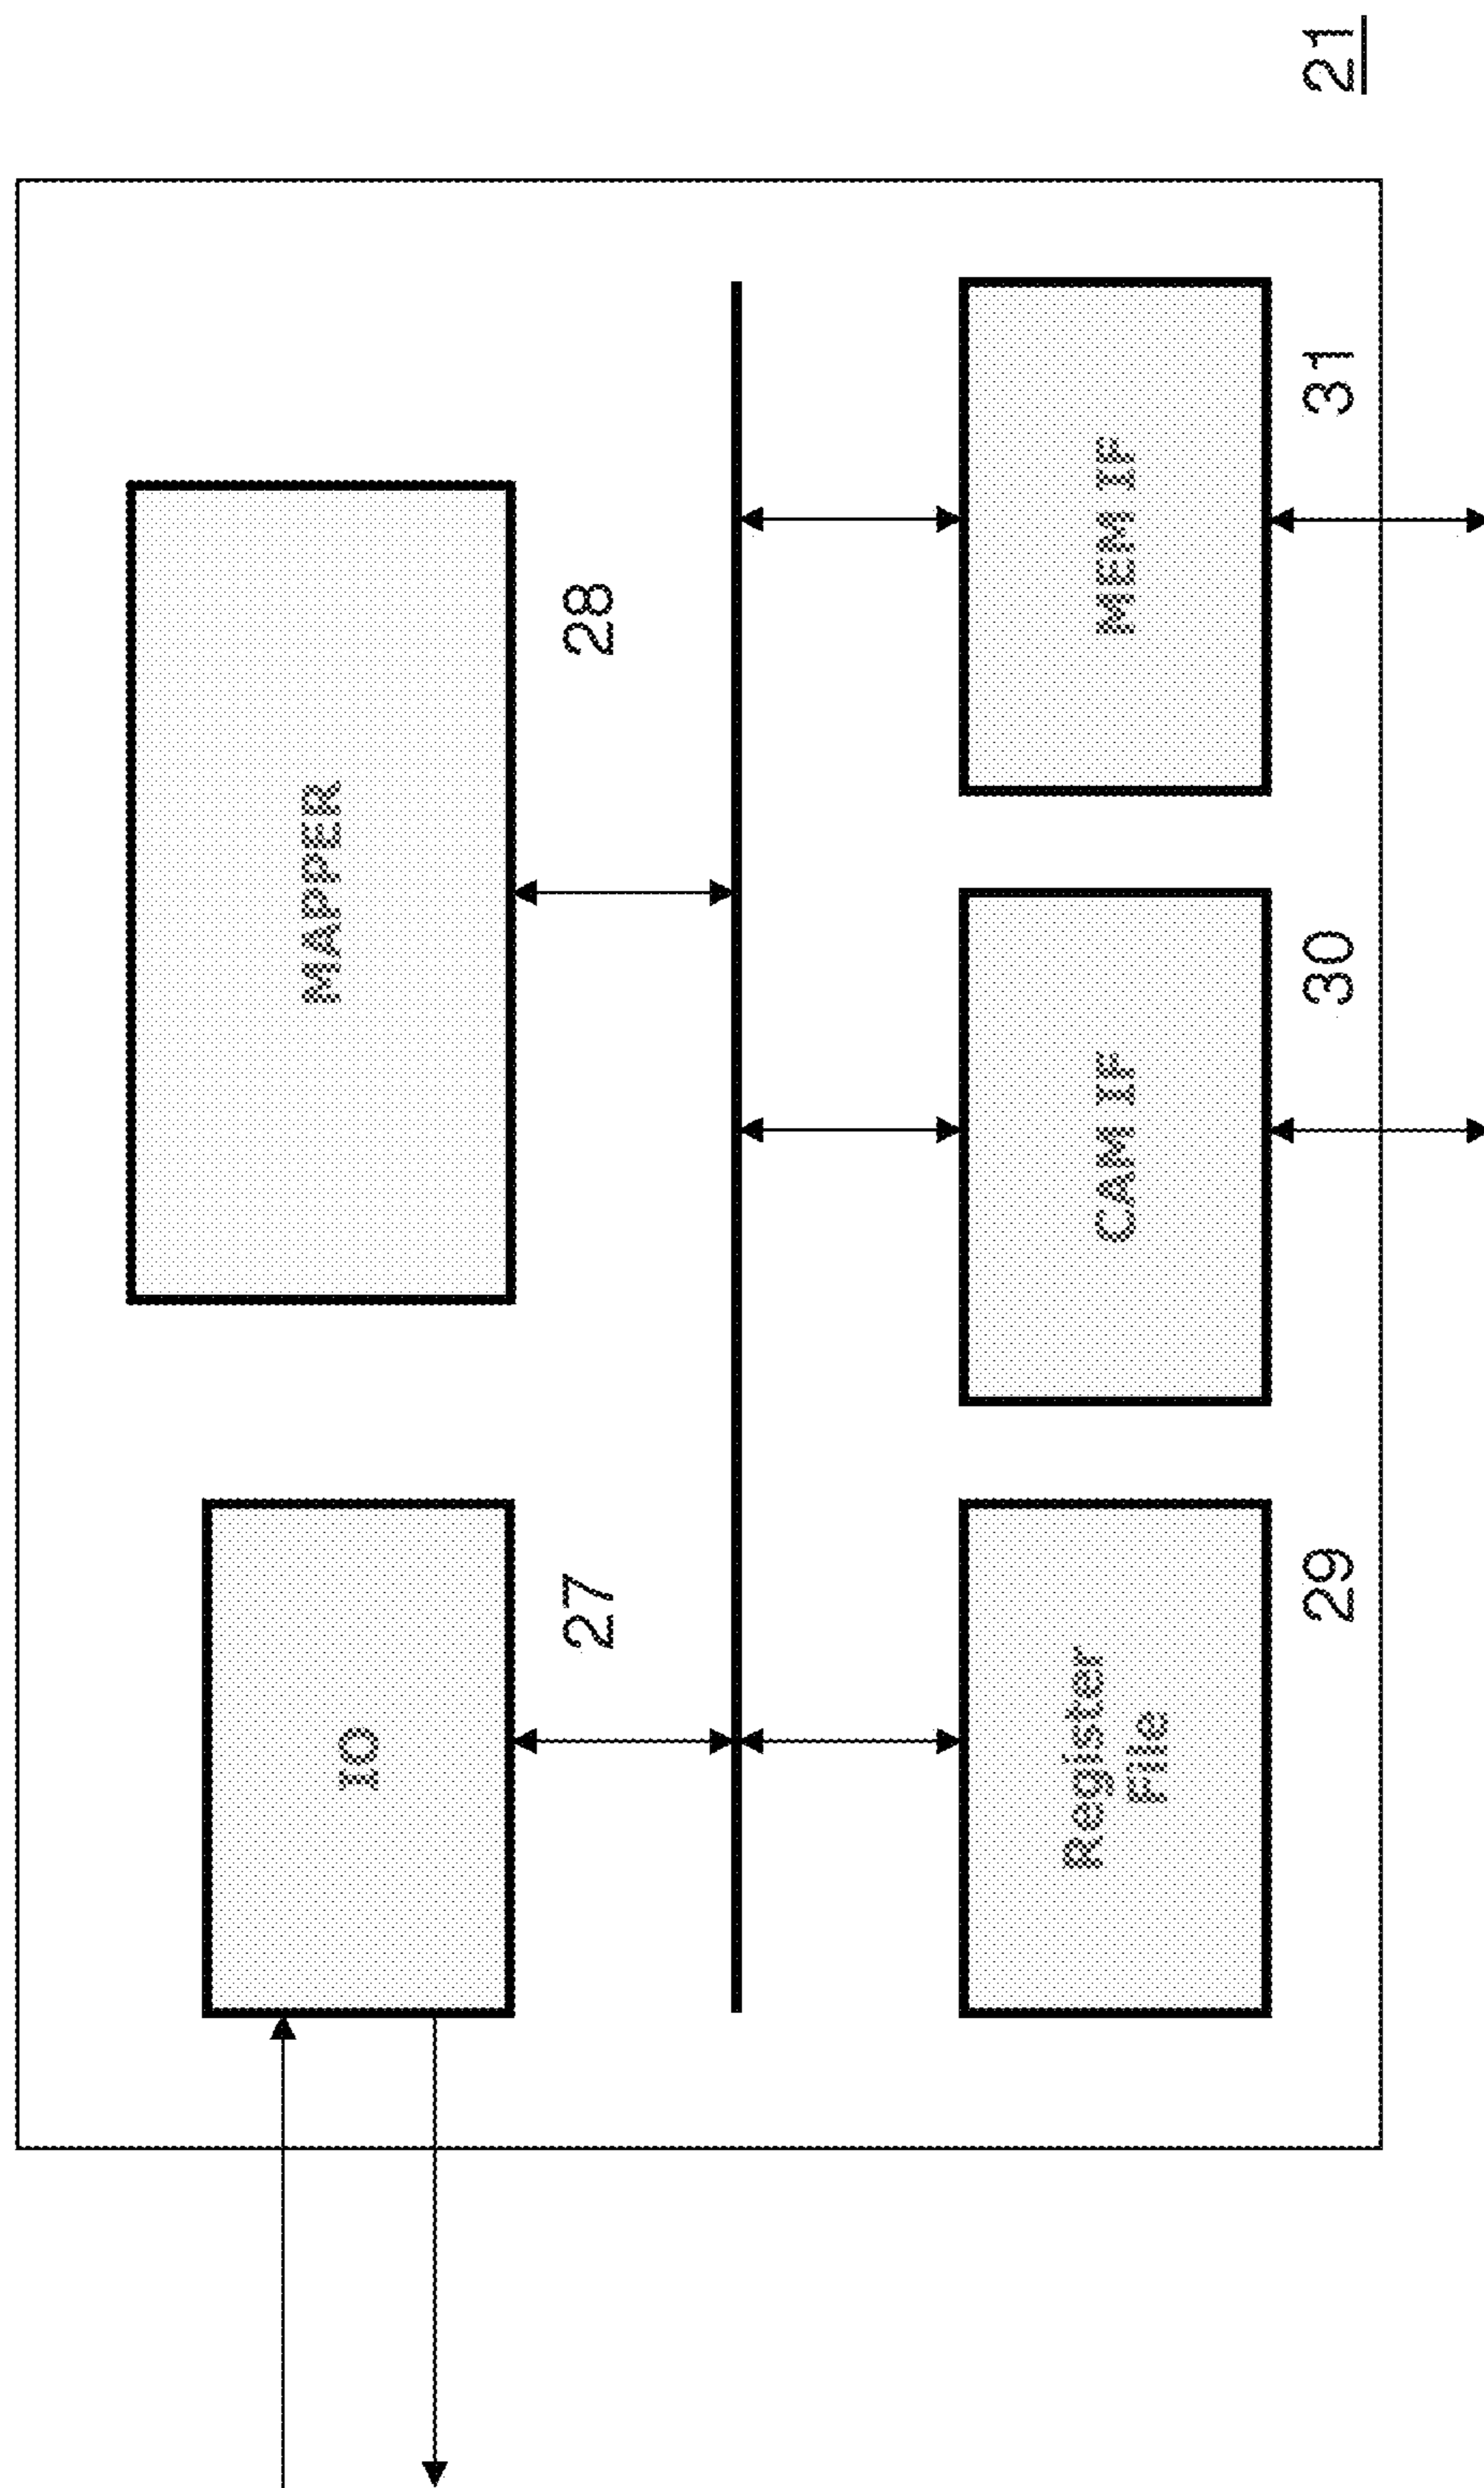 IO
27
MAPPER
28
Register
File
29
CAM IF
30
MEM IF
31
21